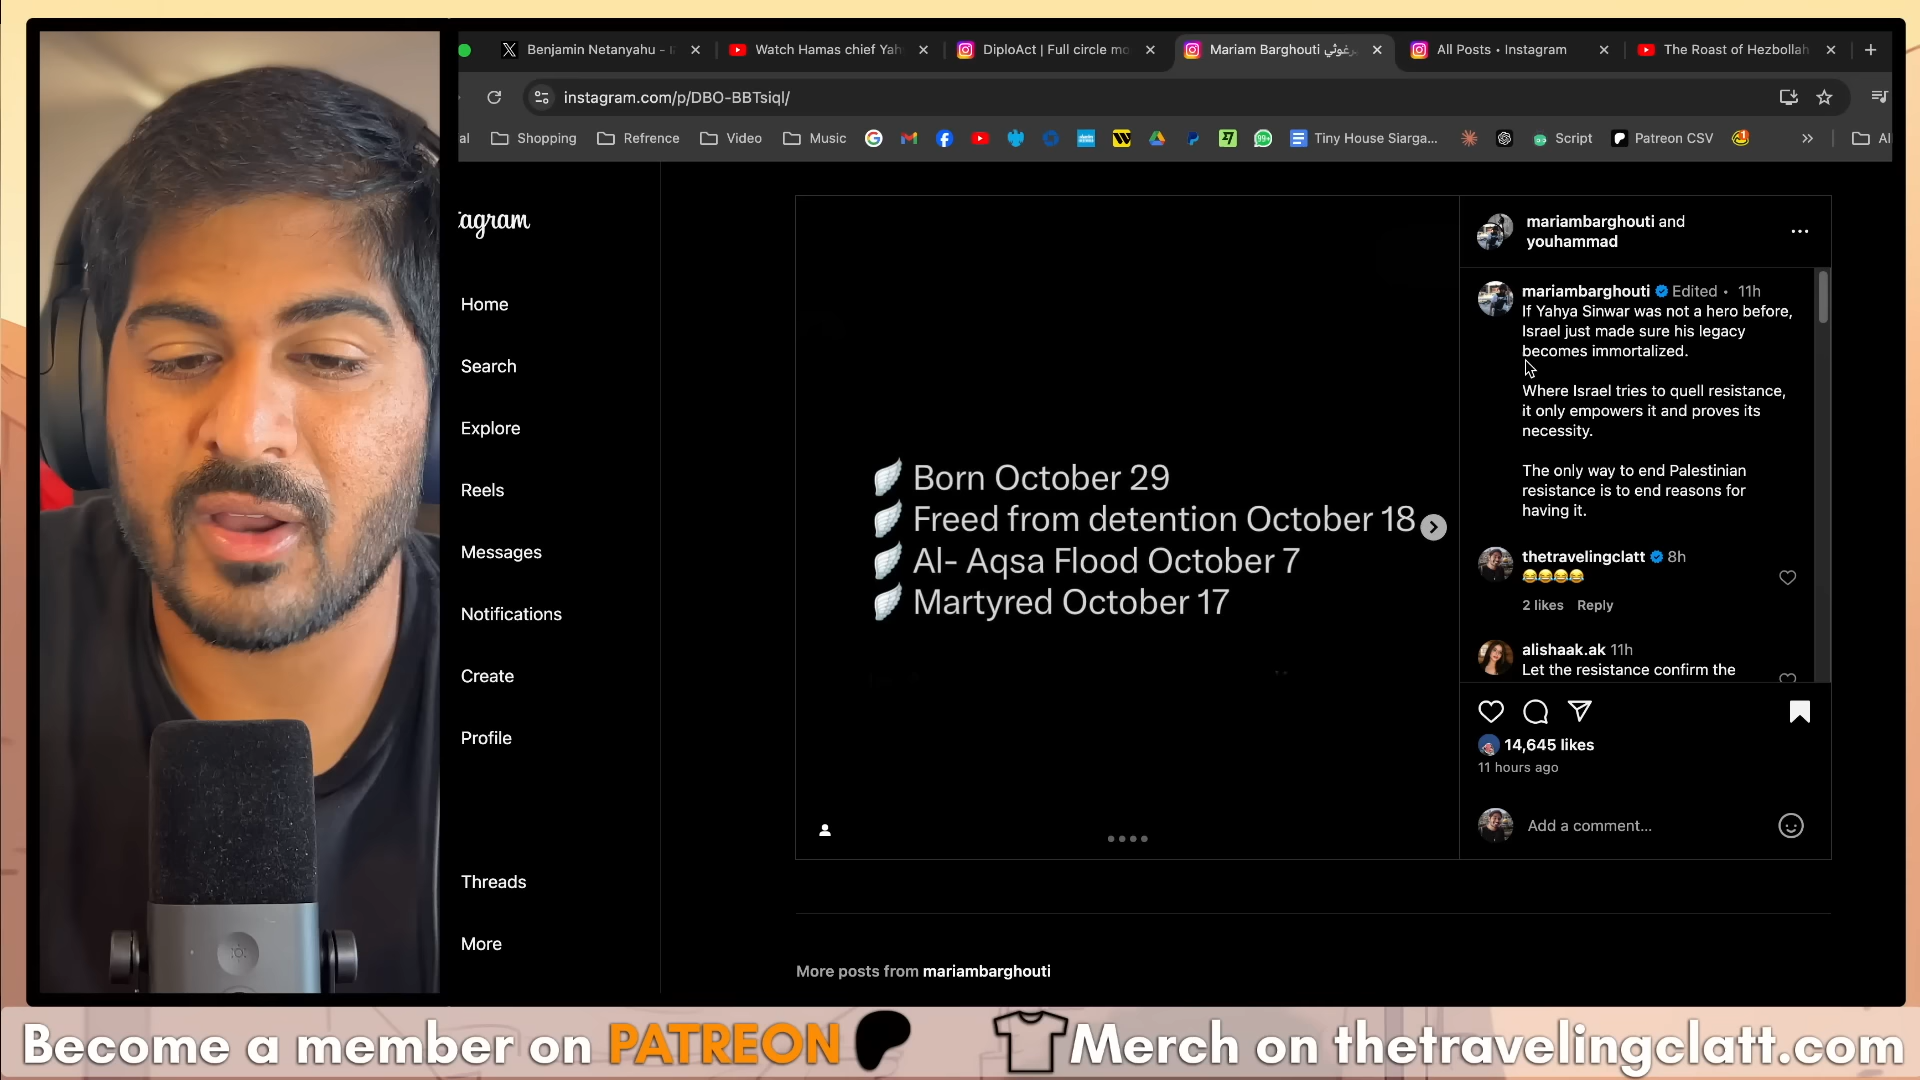 Benjamin Netanyahu -
Watch Hamas chief Yah
DiploAct | Full circle mo
Mariam Barghouti
All Posts • Instagram
The Roast of Hezbollah
instagram.com/p/DBO-BBTsiql/
al
Shopping
Refrence
Video
Music
Tiny House Siarga...
Script
Patreon CSV
All
tagram
Home
Search
Explore
Reels
Messages
Notifications
Create
Profile
Threads
More
Born October 29
Freed from detention October 18
Al- Aqsa Flood October 7
Martyred October 17
mariambarghouti and
youhammad
mariambarghouti Edited • 11h
If Yahya Sinwar was not a hero before,
Israel just made sure his legacy
becomes immortalized.
Where Israel tries to quell resistance,
it only empowers it and proves its
necessity.
The only way to end Palestinian
resistance is to end reasons for
having it.
thetravelingclatt 8h
😂😂😂😂
2 likes Reply
alishaak.ak 11h
Let the resistance confirm the
14,645 likes
11 hours ago
Add a comment...
More posts from mariambarghouti
Become a member on PATREON
Merch on thetravelingclatt.com